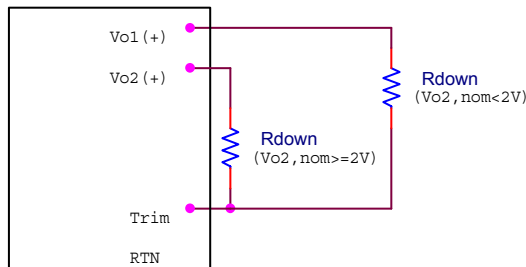 Vo1(+)
Vo2(+)
Rdown
(Vo2,nom<2V)
Rdown
(Vo2,nom>=2V)
Trim
RTN